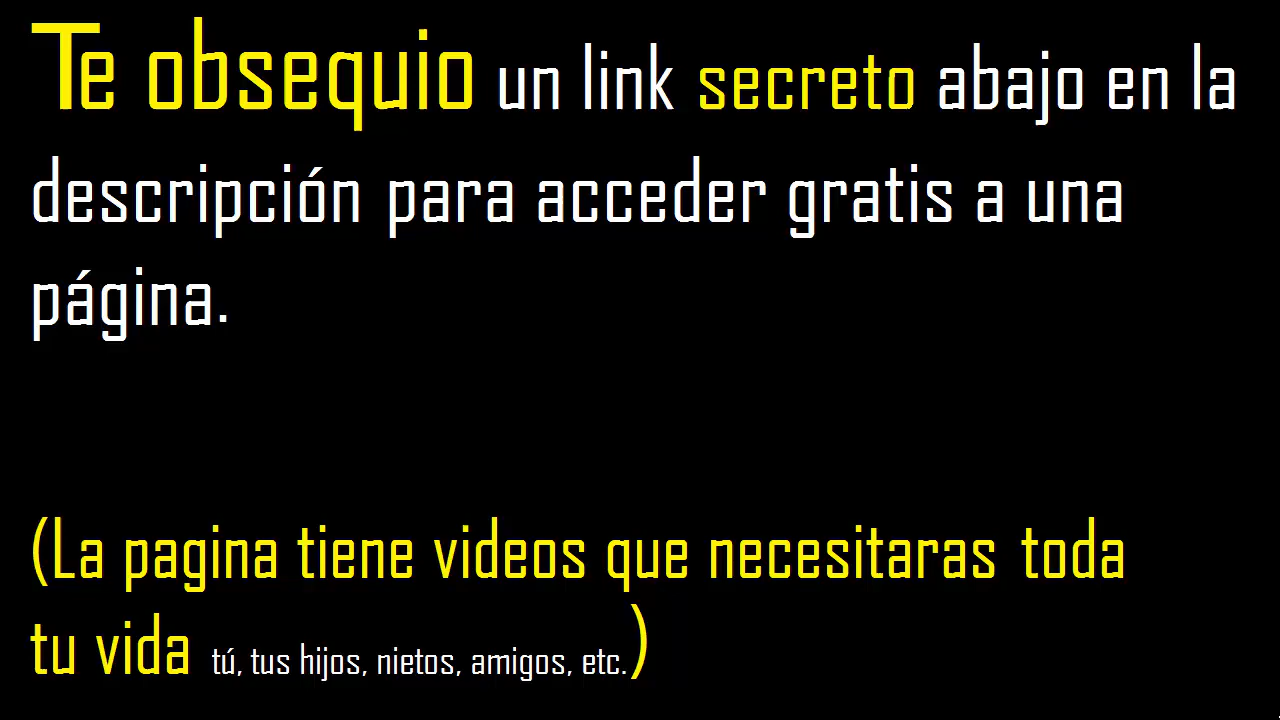 Te obsequio un link secreto abajo en la
descripción para acceder gratis a una
página.
(La pagina tiene videos que necesitaras toda
tu vida tú, tus hijos, nietos, amigos, etc.)